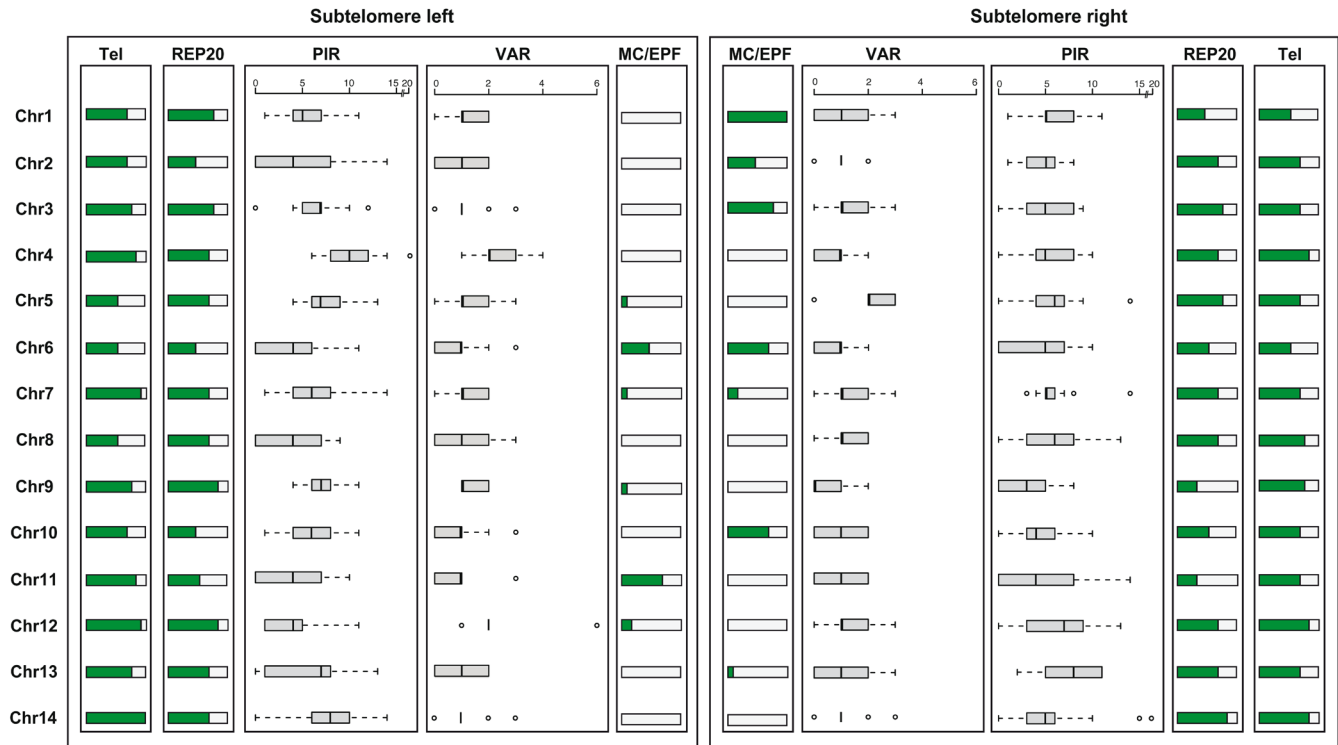 Subtelomere left Subtelomere right
Tel REP20 PIR VAR MC/EPF MC/EPF VAR PIR REP20 Tel
0 5 10 15 20 0 2 4 6 0 2 4 6 0 5 10 15 20
Chr1
Chr2
Chr3
Chr4
Chr5
Chr6
Chr7
Chr8
Chr9
Chr10
Chr11
Chr12
Chr13
Chr14